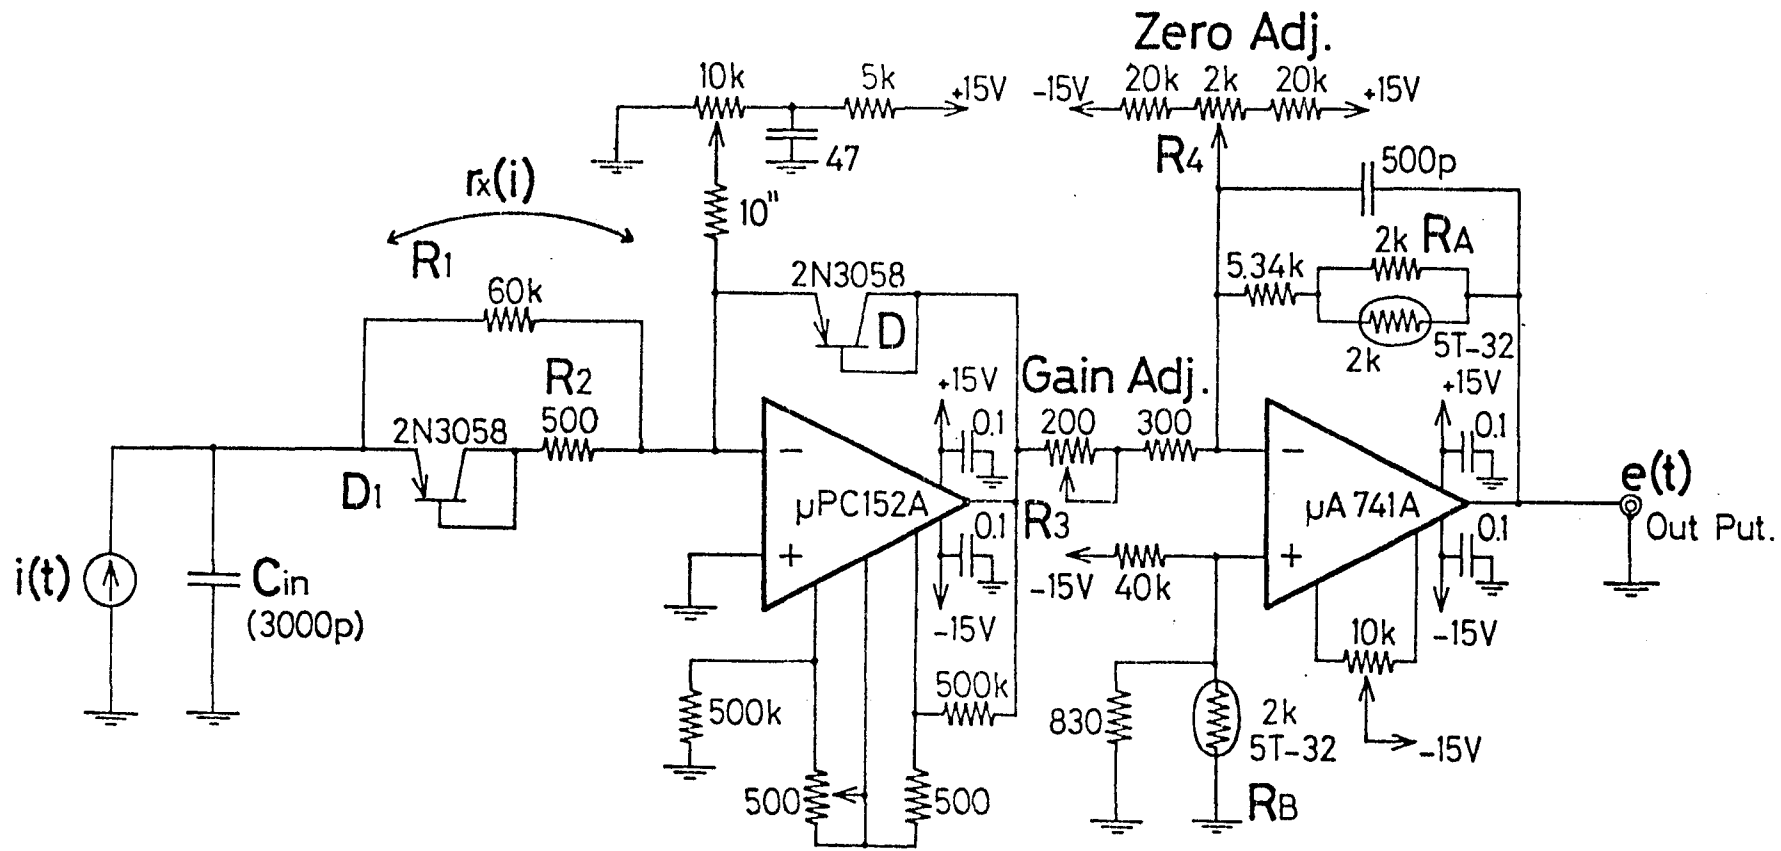 Zero Adj.
10k
5k
+15V
-15V
20k
2k
20k
+15V
R4
47
500p
rx(i)
10"
R1
2k
RA
2N3058
5.34k
60k
D
5T-32
2k
R2
+15V
Gain Adj.
+15V
500
0.1
200
300
0.1
2N3058
D1
-
-
e(t)
μPC152A
μA741A
R3
0.1
0.1
Out Put.
i(t)
Cin
(3000p)
+
+
-15V
40k
-15V
10k
-15V
500k
500k
830
2k
5T-32
-15V
500
500
RB